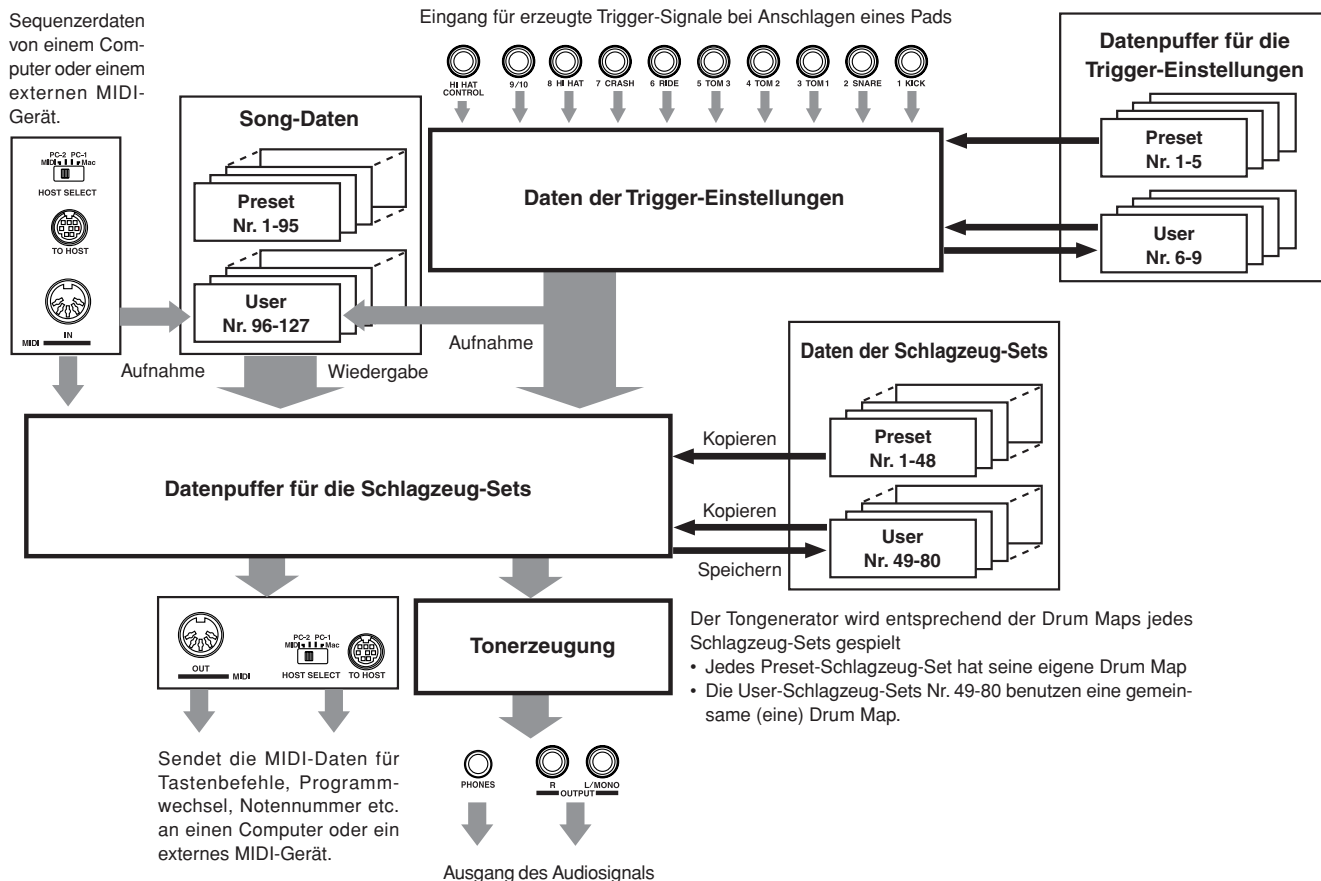 Sequenzerdaten
von einem Com-
puter oder einem
externen MIDI-
Gerät.
Eingang für erzeugte Trigger-Signale bei Anschlagen eines Pads
HI HAT
CONTROL
9/10
8 HI HAT
7 CRASH
6 RIDE
5 TOM 3
4 TOM 2
3 TOM 1
2 SNARE
1 KICK
Datenpuffer für die
Trigger-Einstellungen
Preset
Nr. 1-5
User
Nr. 6-9
PC-2 PC-1
MIDI Mac
HOST SELECT
TO HOST
IN
MIDI
Song-Daten
Preset
Nr. 1-95
User
Nr. 96-127
Daten der Trigger-Einstellungen
Aufnahme
Wiedergabe
Aufnahme
Daten der Schlagzeug-Sets
Preset
Nr. 1-48
User
Nr. 49-80
Kopieren
Kopieren
Speichern
Datenpuffer für die Schlagzeug-Sets
OUT
MIDI
PC-2 PC-1
MIDI Mac
HOST SELECT
TO HOST
Tonerzeugung
Der Tongenerator wird entsprechend der Drum Maps jedes
Schlagzeug-Sets gespielt
• Jedes Preset-Schlagzeug-Set hat seine eigene Drum Map
• Die User-Schlagzeug-Sets Nr. 49-80 benutzen eine gemein-
same (eine) Drum Map.
Sendet die MIDI-Daten für
Tastenbefehle, Programm-
wechsel, Notennummer etc.
an einen Computer oder ein
externes MIDI-Gerät.
PHONES
R
L/MONO
OUTPUT
Ausgang des Audiosignals